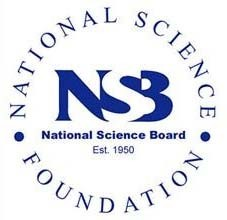 NATIONAL SCIENCE
NSB
National Science Board
Est. 1950
FOUNDATION